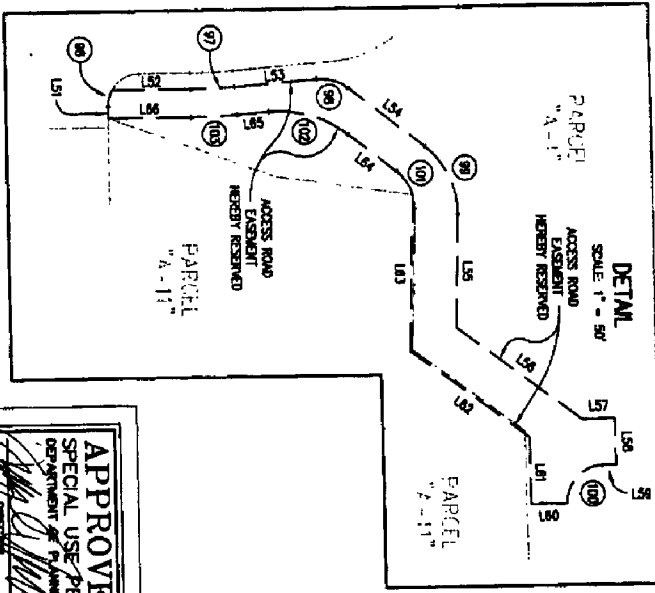 DETAIL
SCALE: 1" = 50'
PARCEL
"A-1"
ACCESS ROAD
EASEMENT
HEREBY RESERVED
ACCESS ROAD
EASEMENT
HEREBY RESERVED
PARCEL
"A-11"
PARCEL
"A-11"
L51
L52
97
L53
L54
99
L55
L56
L57
L58
L59
100
L60
L61
L62
L63
101
L64
102
L65
103
L66
98
APPROVE
SPECIAL USE PE
DEPARTMENT OF PLANN